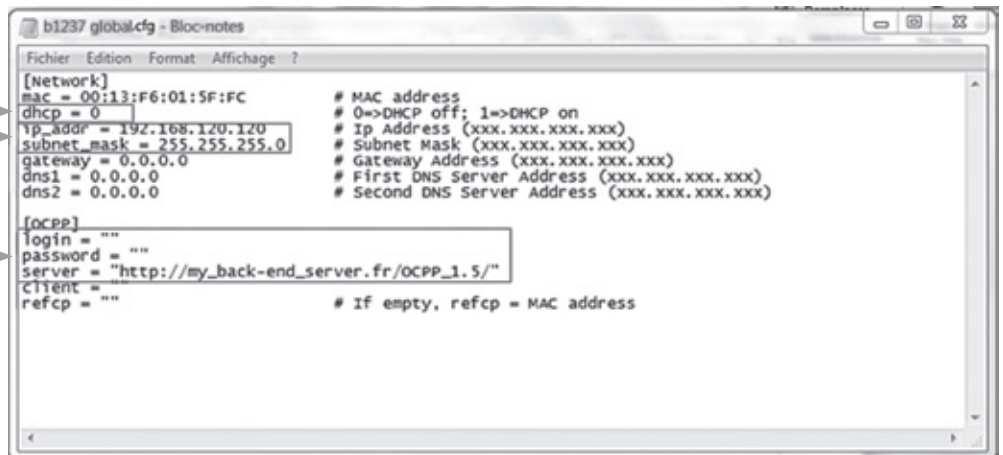 b1237 global.cfg - Bloc-notes
Fichier Edition Format Affichage ?
[Network]
mac = 00:13:F6:01:5F:FC # MAC address
dhcp = 0 # 0=>DHCP off; 1=>DHCP on
ip_addr = 192.168.120.120 # Ip Address (xxx.xxx.xxx.xxx)
subnet_mask = 255.255.255.0 # Subnet Mask (xxx.xxx.xxx.xxx)
gateway = 0.0.0.0 # Gateway Address (xxx.xxx.xxx.xxx)
dns1 = 0.0.0.0 # First DNS Server Address (xxx.xxx.xxx.xxx)
dns2 = 0.0.0.0 # Second DNS Server Address (xxx.xxx.xxx.xxx)
[OCPP]
login = ""
password = ""
server = "http://my_back-end_server.fr/OCPP_1.5/"
client = ""
refcp = "" # If empty, refcp = MAC address